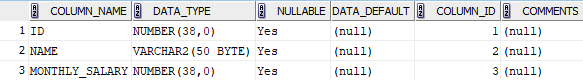 COLUMN_NAME DATA_TYPE NULLABLE DATA_DEFAULT COLUMN_ID COMMENTS
1 ID NUMBER(38,0) Yes (null) 1 (null)
2 NAME VARCHAR2(50 BYTE) Yes (null) 2 (null)
3 MONTHLY_SALARY NUMBER(38,0) Yes (null) 3 (null)